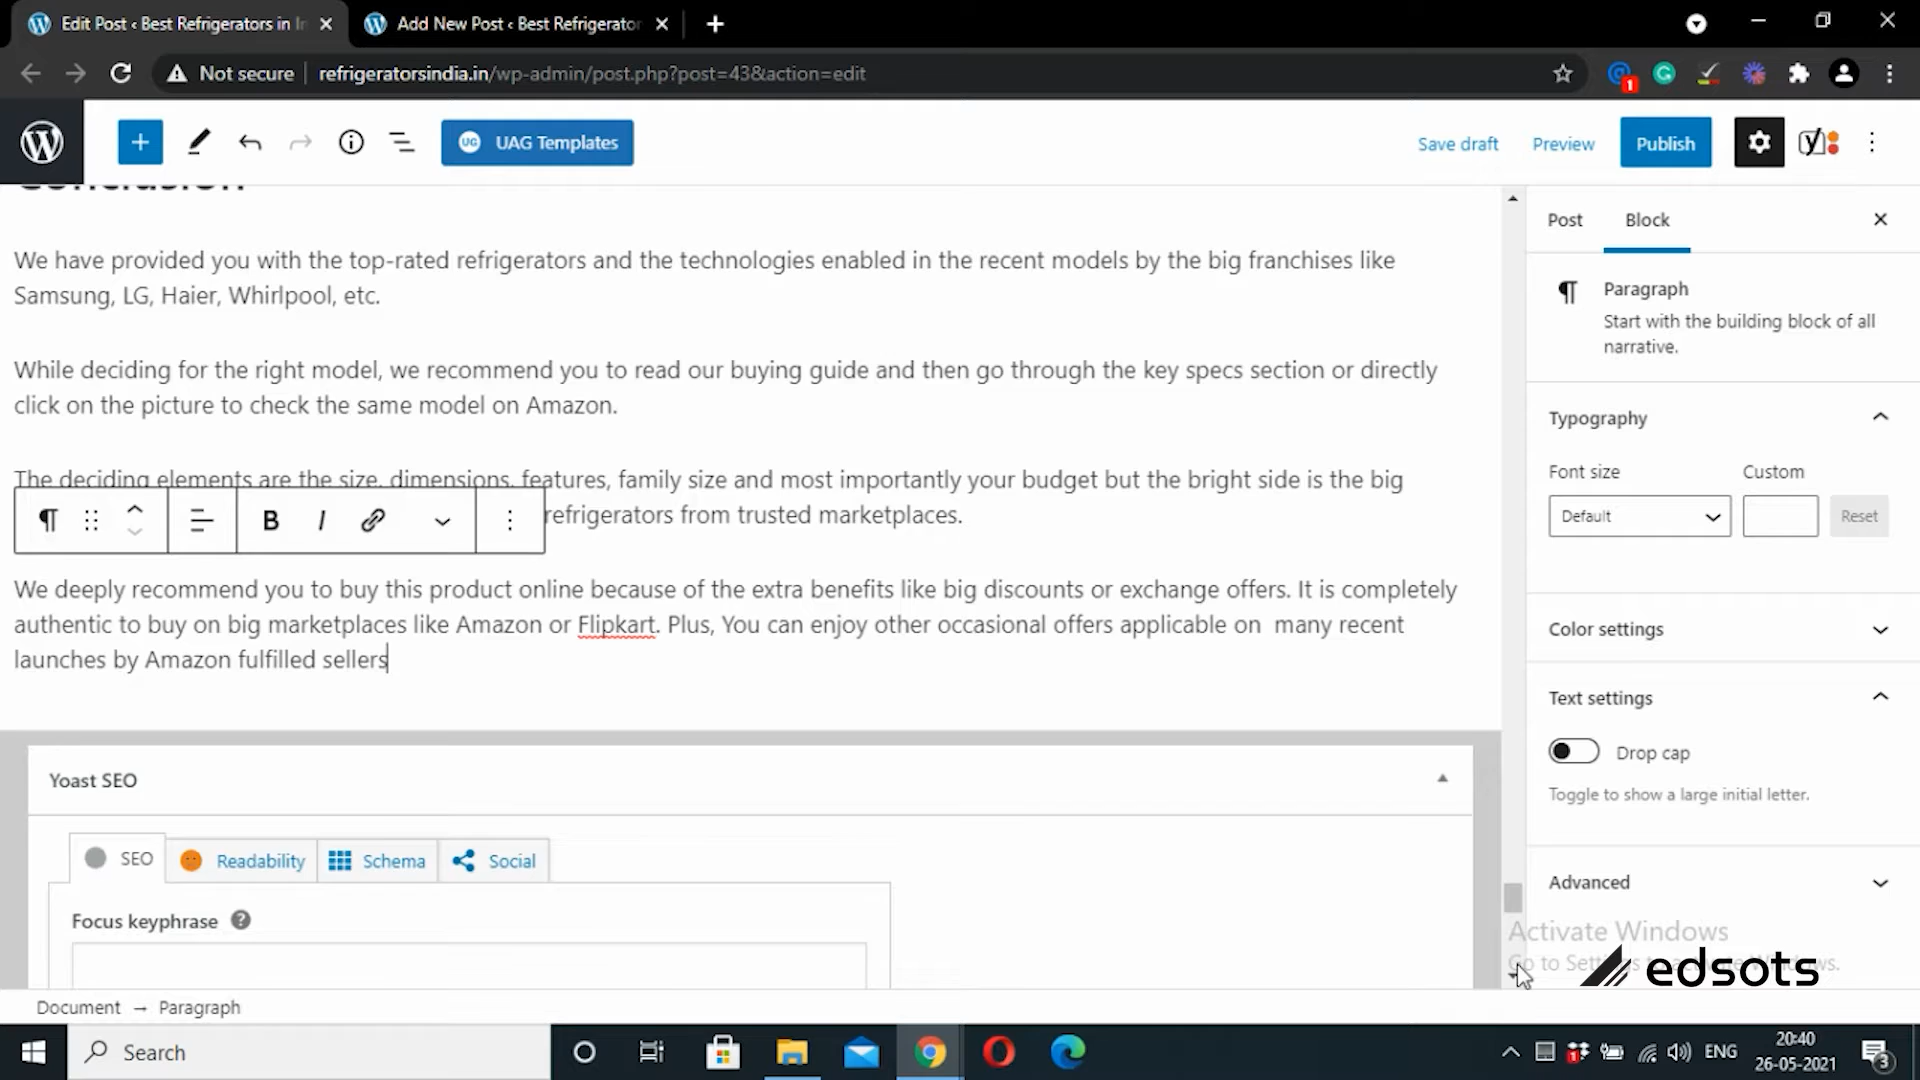 Edit Post ‹ Best Refrigerators in In
Add New Post ‹ Best Refrigerator
Not secure
refrigeratorsindia.in/wp-admin/post.php?post=43&action=edit
1
UAG Templates
Save draft
Preview
Publish
Conclusion
We have provided you with the top-rated refrigerators and the technologies enabled in the recent models by the big franchises like
Samsung, LG, Haier, Whirlpool, etc.
While deciding for the right model, we recommend you to read our buying guide and then go through the key specs section or directly
click on the picture to check the same model on Amazon.
The deciding elements are the size, dimensions, features, family size and most importantly your budget but the bright side is the big
refrigerators from trusted marketplaces.
B I
We deeply recommend you to buy this product online because of the extra benefits like big discounts or exchange offers. It is completely
authentic to buy on big marketplaces like Amazon or Flipkart. Plus, You can enjoy other occasional offers applicable on  many recent
launches by Amazon fulfilled sellers
Yoast SEO
SEO
Readability
Schema
Social
Focus keyphrase
Document → Paragraph
Post
Block
Paragraph
Start with the building block of all
narrative.
Typography
Font size
Custom
Default
Reset
Color settings
Text settings
Drop cap
Toggle to show a large initial letter.
Advanced
Activate Windows
Go to Settings to activate Windows.
edsots
Search
ENG
20:40
26-05-2021
3